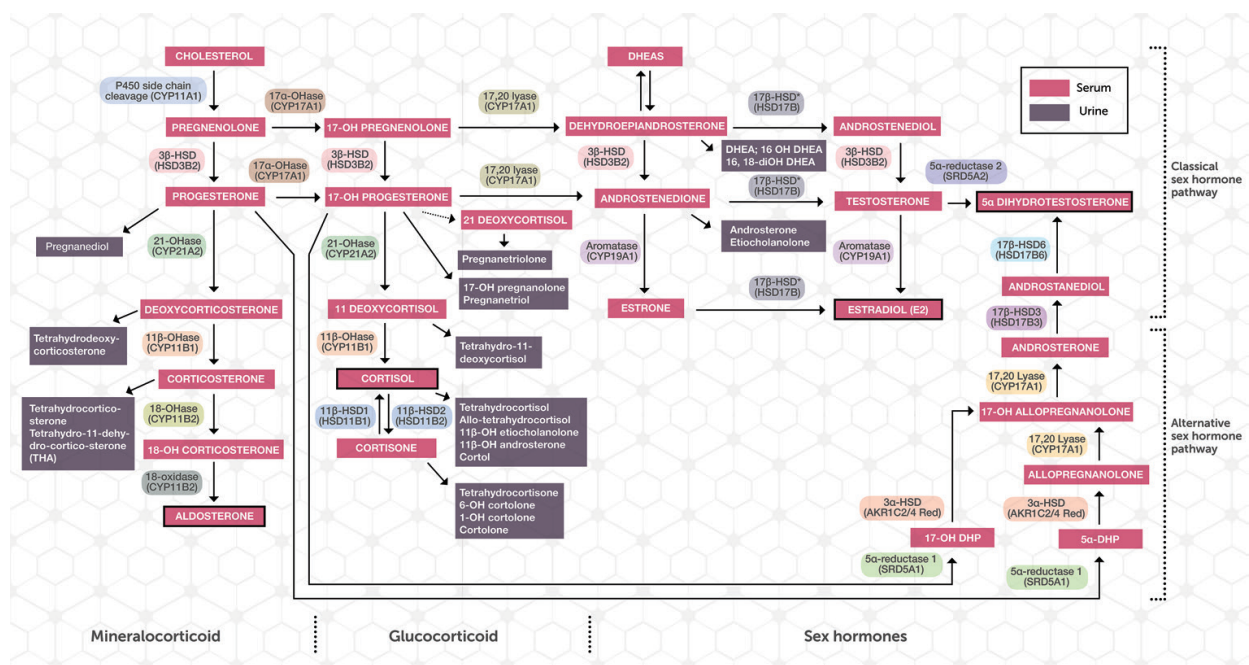 CHOLESTEROL
DHEAS
Serum
Urine
P450 side chain
cleavage (CYP11A1)
17α-OHase
(CYP17A1)
17,20 lyase
(CYP17A1)
17β-HSD*
(HSD17B)
PREGNENOLONE
17-OH PREGNENOLONE
DEHYDROEPIANDROSTERONE
ANDROSTENEDIOL
3β-HSD
(HSD3B2)
17α-OHase
(CYP17A1)
3β-HSD
(HSD3B2)
17,20 lyase
(CYP17A1)
3β-HSD
(HSD3B2)
DHEA; 16 OH DHEA
16, 18-diOH DHEA
17β-HSD*
(HSD17B)
3β-HSD
(HSD3B2)
5α-reductase 2
(SRD5A2)
Classical
sex hormone
pathway
PROGESTERONE
17-OH PROGESTERONE
ANDROSTENEDIONE
TESTOSTERONE
5α DIHYDROTESTOSTERONE
21 DEOXYCORTISOL
Pregnanediol
21-OHase
(CYP21A2)
21-OHase
(CYP21A2)
Pregnanetriolone
Aromatase
(CYP19A1)
Androsterone
Etiocholanolone
Aromatase
(CYP19A1)
17β-HSD6
(HSD17B6)
17-OH pregnanolone
Pregnanetriol
17β-HSD*
(HSD17B)
ANDROSTANEDIOL
DEOXYCORTICOSTERONE
11 DEOXYCORTISOL
ESTRONE
ESTRADIOL (E2)
17β-HSD3
(HSD17B3)
Tetrahydrodeoxy-
corticosterone
11β-OHase
(CYP11B1)
11β-OHase
(CYP11B1)
Tetrahydro-11-
deoxycortisol
ANDROSTERONE
CORTICOSTERONE
CORTISOL
17,20 Lyase
(CYP17A1)
Tetrahydrocortico-
sterone
Tetrahydro-11-dehy-
dro-cortico-sterone
(THA)
18-OHase
(CYP11B2)
11β-HSD1
(HSD11B1)
11β-HSD2
(HSD11B2)
Tetrahydrocortisol
Allo-tetrahydrocortisol
11β-OH etiocholanolone
11β-OH androsterone
Cortol
17-OH ALLOPREGNANOLONE
Alternative
sex hormone
pathway
18-OH CORTICOSTERONE
CORTISONE
17,20 Lyase
(CYP17A1)
ALLOPREGNANOLONE
18-oxidase
(CYP11B2)
Tetrahydrocortisone
6-OH cortolone
1-OH cortolone
Cortolone
3α-HSD
(AKR1C2/4 Red)
3α-HSD
(AKR1C2/4 Red)
ALDOSTERONE
17-OH DHP
5α-DHP
5α-reductase 1
(SRD5A1)
5α-reductase 1
(SRD5A1)
Mineralocorticoid
Glucocorticoid
Sex hormones